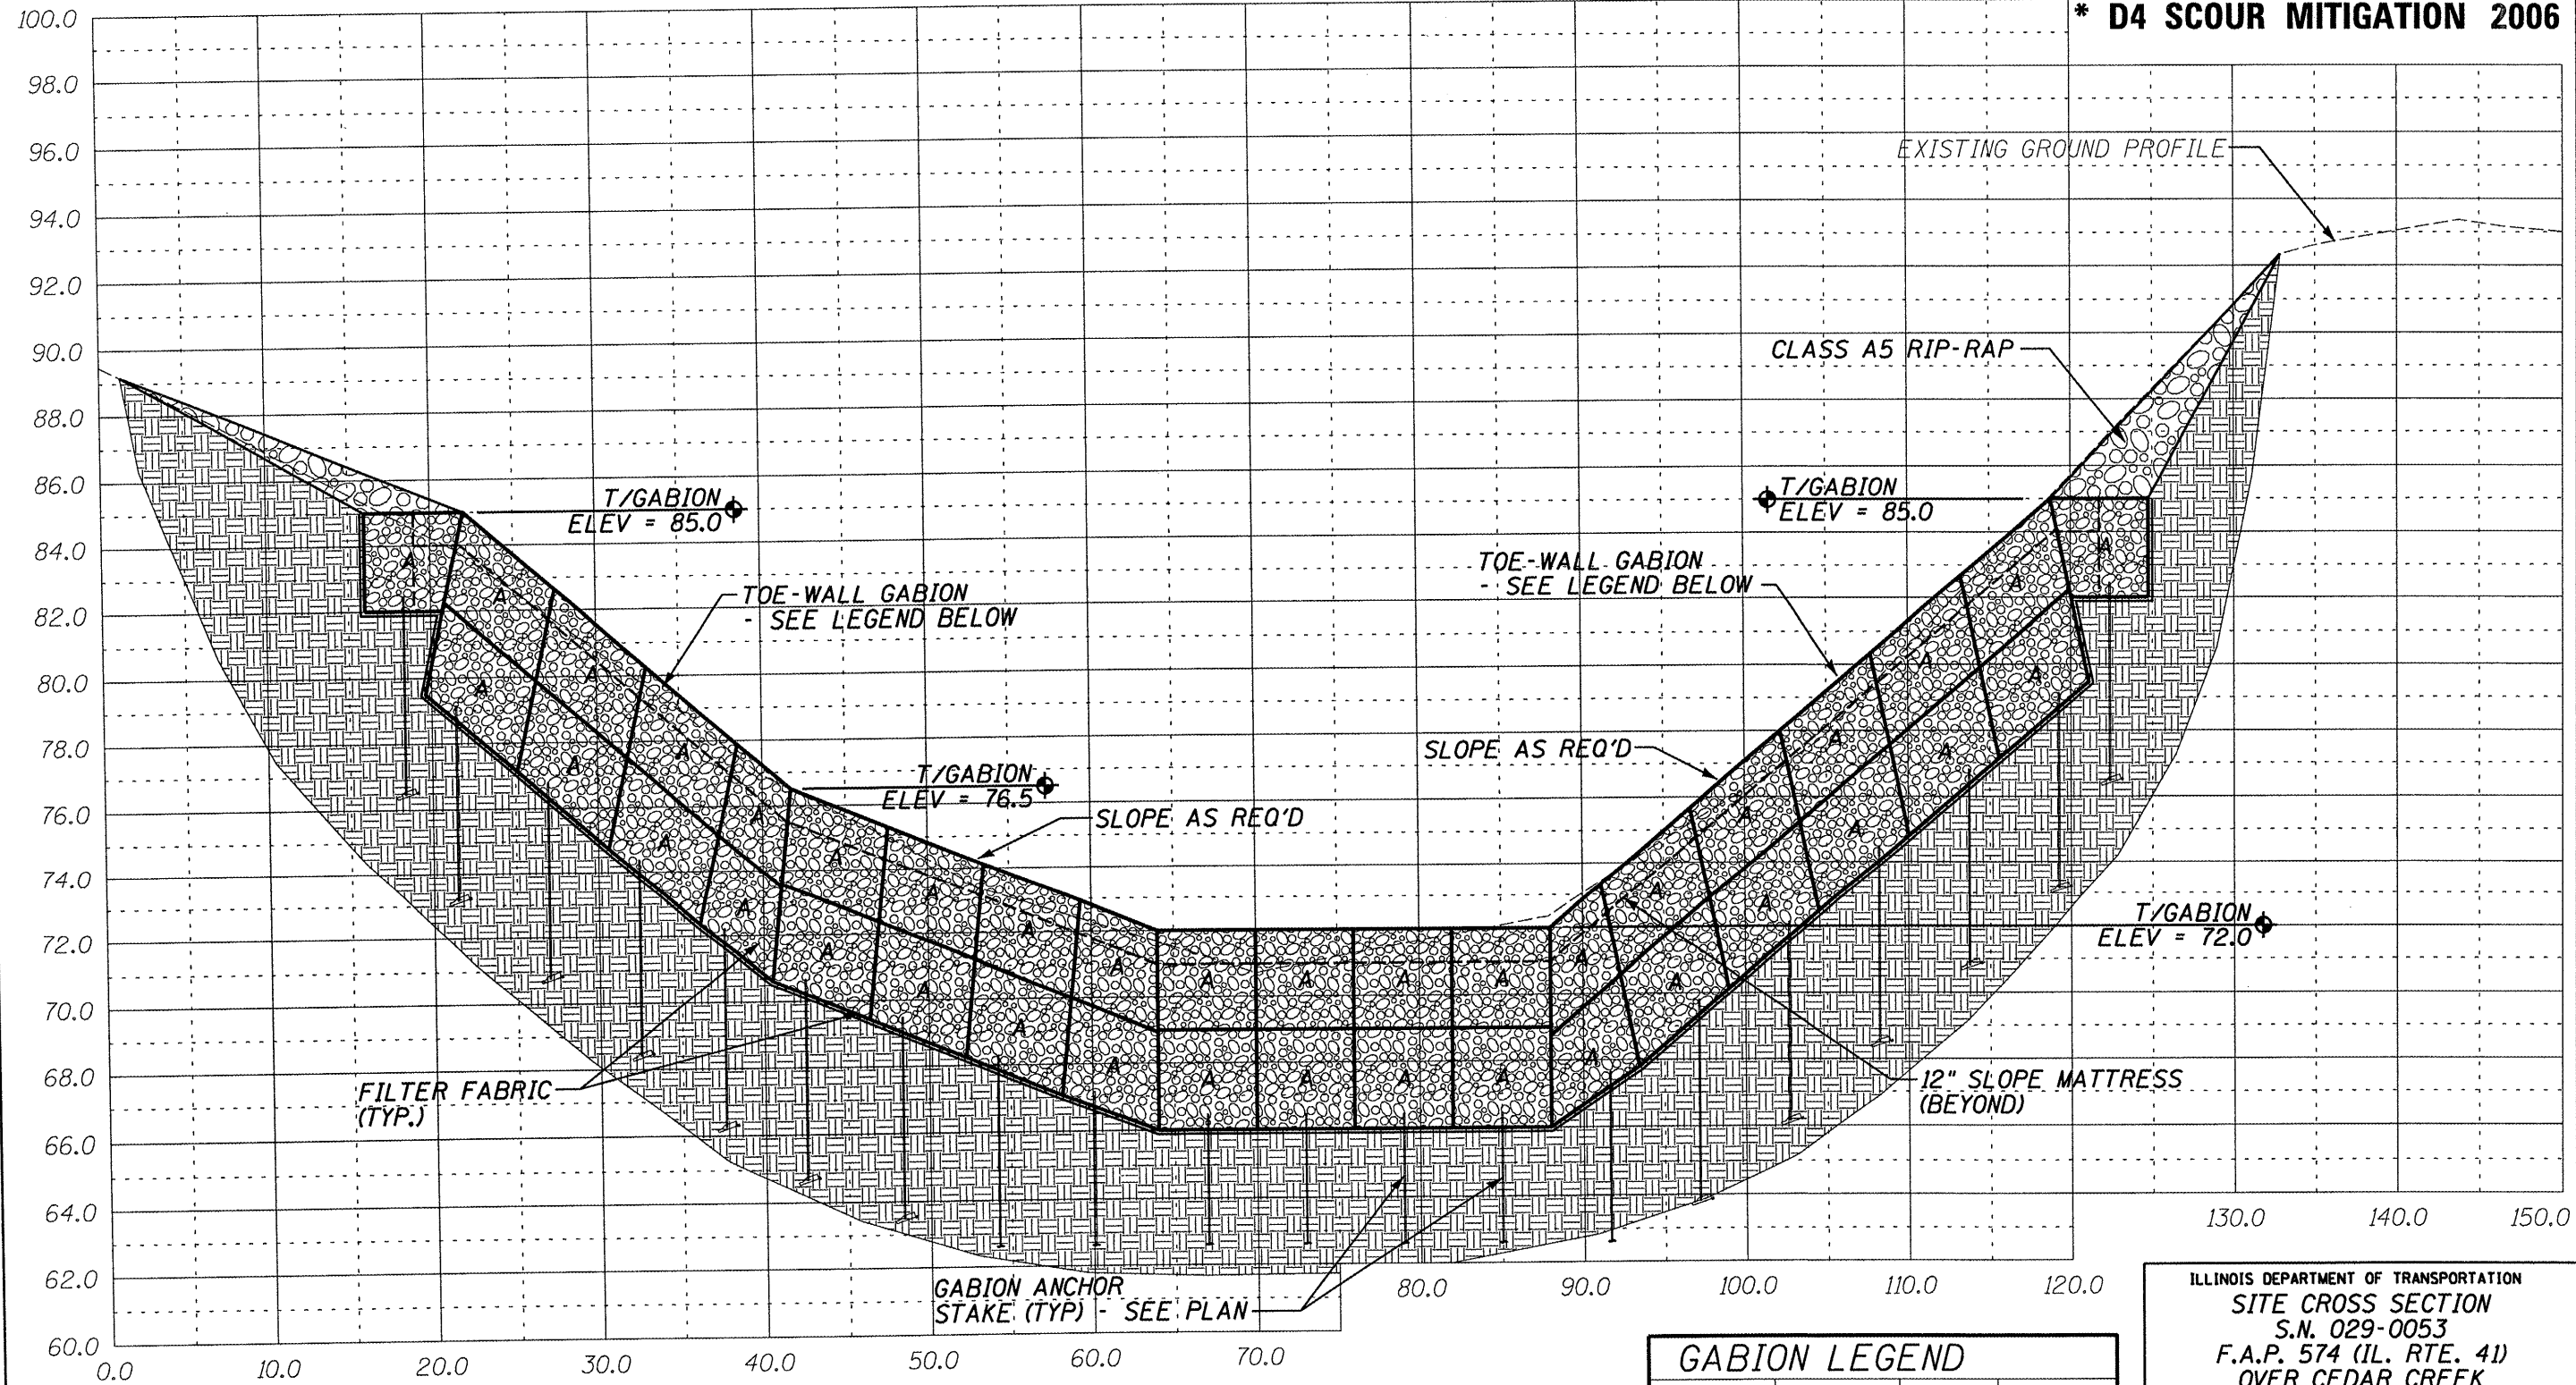 * D4 SCOUR MITIGATION 2006
100.0
98.0
96.0
94.0
92.0
90.0
88.0
86.0
84.0
82.0
80.0
78.0
76.0
74.0
72.0
70.0
68.0
66.0
64.0
62.0
60.0
EXISTING GROUND PROFILE
CLASS A5 RIP-RAP
T/GABION
ELEV = 85.0
T/GABION
ELEV = 85.0
TOE-WALL GABION
- SEE LEGEND BELOW
TOE-WALL GABION
- SEE LEGEND BELOW
SLOPE AS REQ'D
T/GABION
ELEV = 76.5
SLOPE AS REQ'D
T/GABION
ELEV = 72.0
A A A A A A A A A A A A A A A A A A
A A A A A A A A A A A A A A A A A A
A A A A A A
FILTER FABRIC
(TYP.)
12" SLOPE MATTRESS
(BEYOND)
GABION ANCHOR
STAKE (TYP) - SEE PLAN
0.0 10.0 20.0 30.0 40.0 50.0 60.0 70.0 80.0 90.0 100.0 110.0 120.0 130.0 140.0 150.0
GABION LEGEND
ILLINOIS DEPARTMENT OF TRANSPORTATION
SITE CROSS SECTION
S.N. 029-0053
F.A.P. 574 (IL. RTE. 41)
OVER CEDAR CREEK